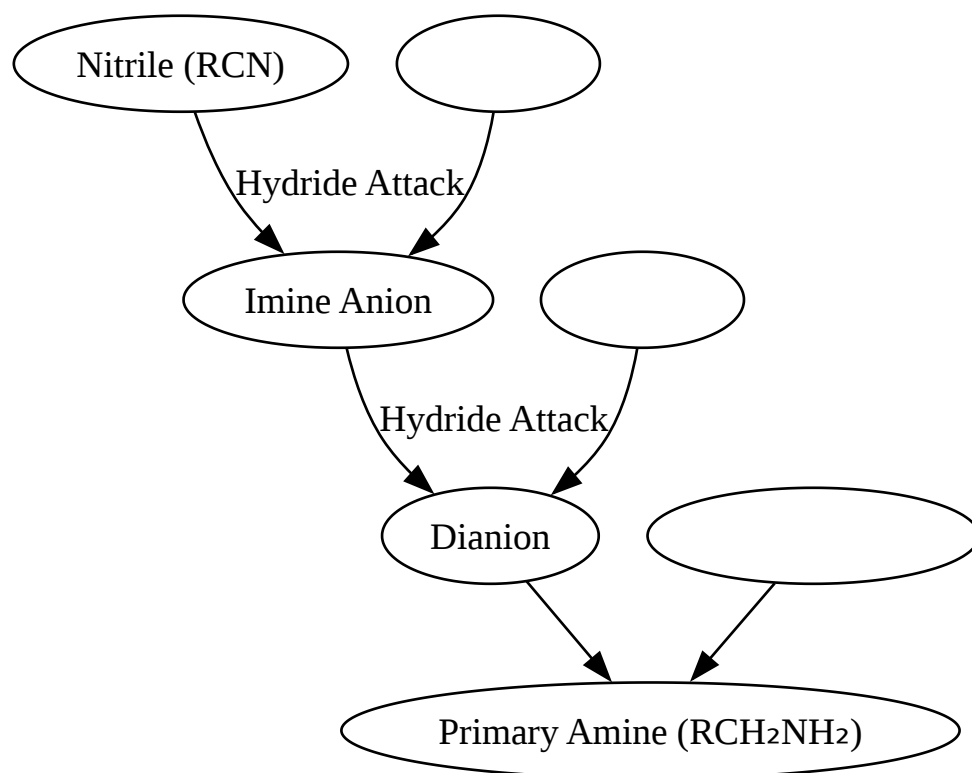 Nitrile (RCN)
Hydride Attack
Imine Anion
Hydride Attack
Dianion
Primary Amine (RCH₂NH₂)